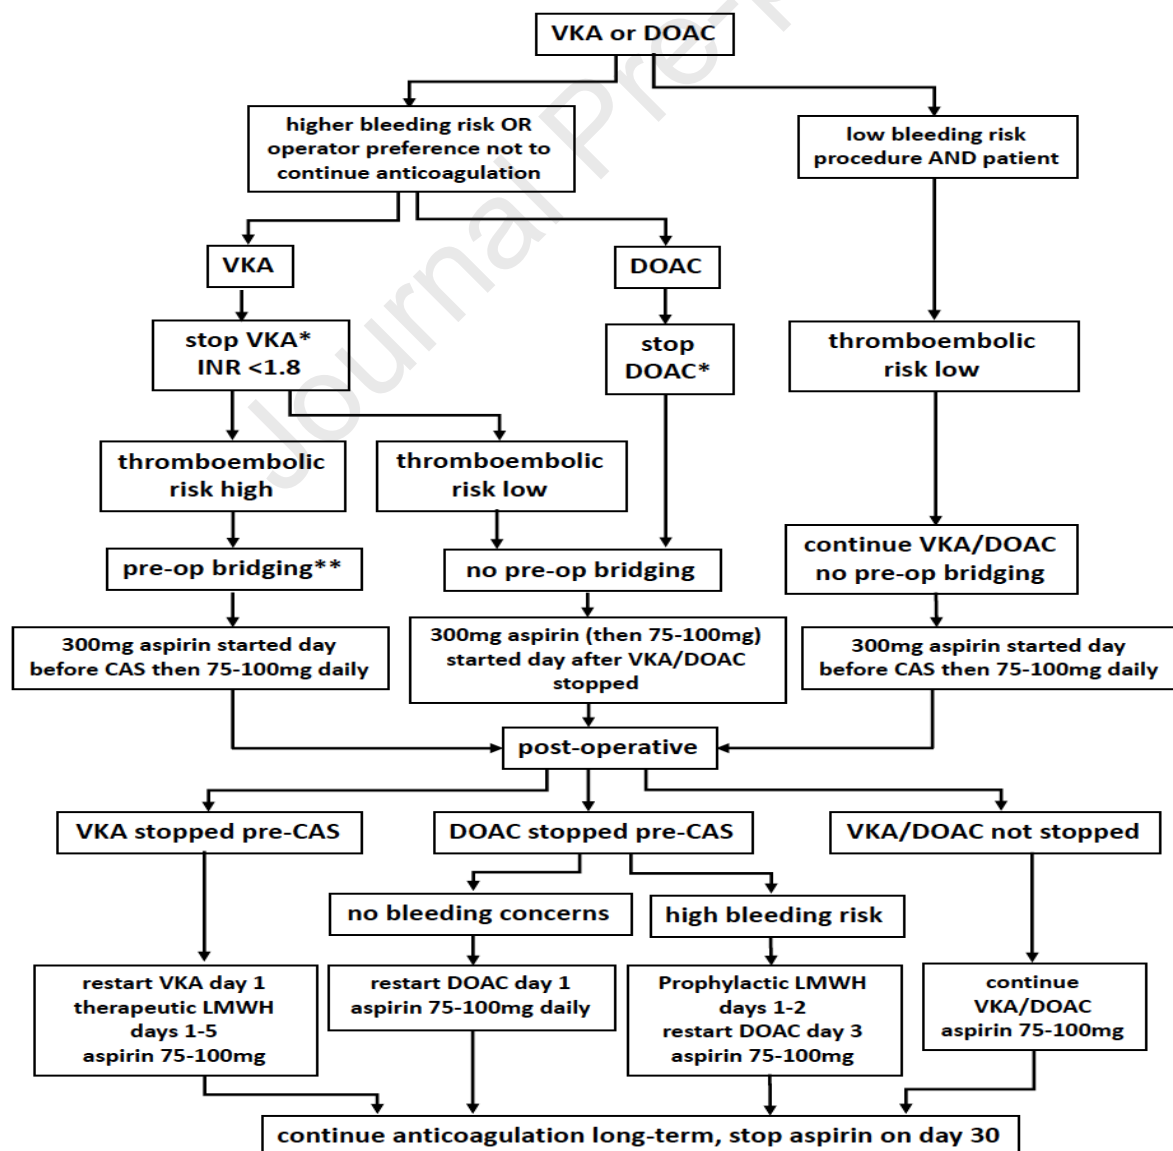 VKA or DOAC
higher bleeding risk OR
operator preference not to
continue anticoagulation
low bleeding risk
procedure AND patient
VKA
DOAC
stop VKA*
INR <1.8
stop
DOAC*
thromboembolic
risk low
thromboembolic
risk high
thromboembolic
risk low
pre-op bridging**
no pre-op bridging
continue VKA/DOAC
no pre-op bridging
300mg aspirin started day
before CAS then 75-100mg daily
300mg aspirin (then 75-100mg)
started day after VKA/DOAC
stopped
300mg aspirin started day
before CAS then 75-100mg daily
post-operative
VKA stopped pre-CAS
DOAC stopped pre-CAS
VKA/DOAC not stopped
no bleeding concerns
high bleeding risk
restart VKA day 1
therapeutic LMWH
days 1-5
aspirin 75-100mg
restart DOAC day 1
aspirin 75-100mg daily
Prophylactic LMWH
days 1-2
restart DOAC day 3
aspirin 75-100mg
continue
VKA/DOAC
aspirin 75-100mg
continue anticoagulation long-term, stop aspirin on day 30
Journal Pre-